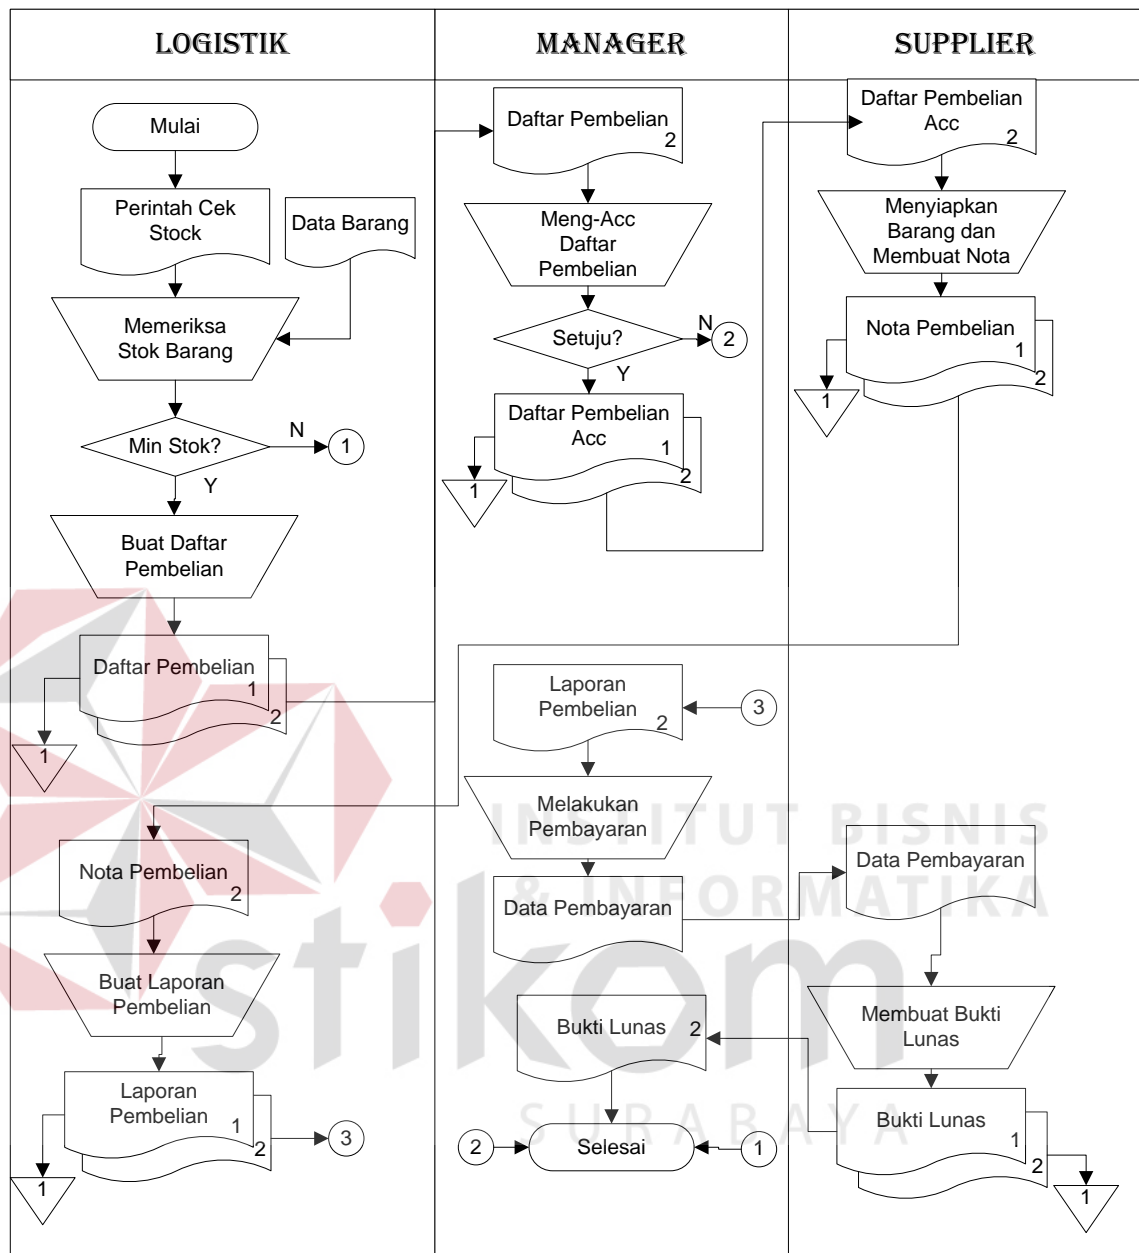 LOGISTIK
MANAGER
SUPPLIER
Mulai
Perintah Cek
Stock
Data Barang
Memeriksa
Stok Barang
Min Stok?
N
1
Y
Buat Daftar
Pembelian
Daftar Pembelian
1
2
1
Nota Pembelian
2
Buat Laporan
Pembelian
Laporan
Pembelian
1
2
3
1
Daftar Pembelian
2
Meng-Acc
Daftar
Pembelian
Setuju?
N
2
Y
Daftar Pembelian
Acc
1
2
1
Laporan
Pembelian
2
3
Melakukan
Pembayaran
Data Pembayaran
Bukti Lunas
2
2
Selesai
1
Daftar Pembelian
Acc
2
Menyiapkan
Barang dan
Membuat Nota
Nota Pembelian
1
2
1
Data Pembayaran
Membuat Bukti
Lunas
Bukti Lunas
1
2
1
INSTITUT BISNIS
& INFORMATIKA
stikom
SURABAYA